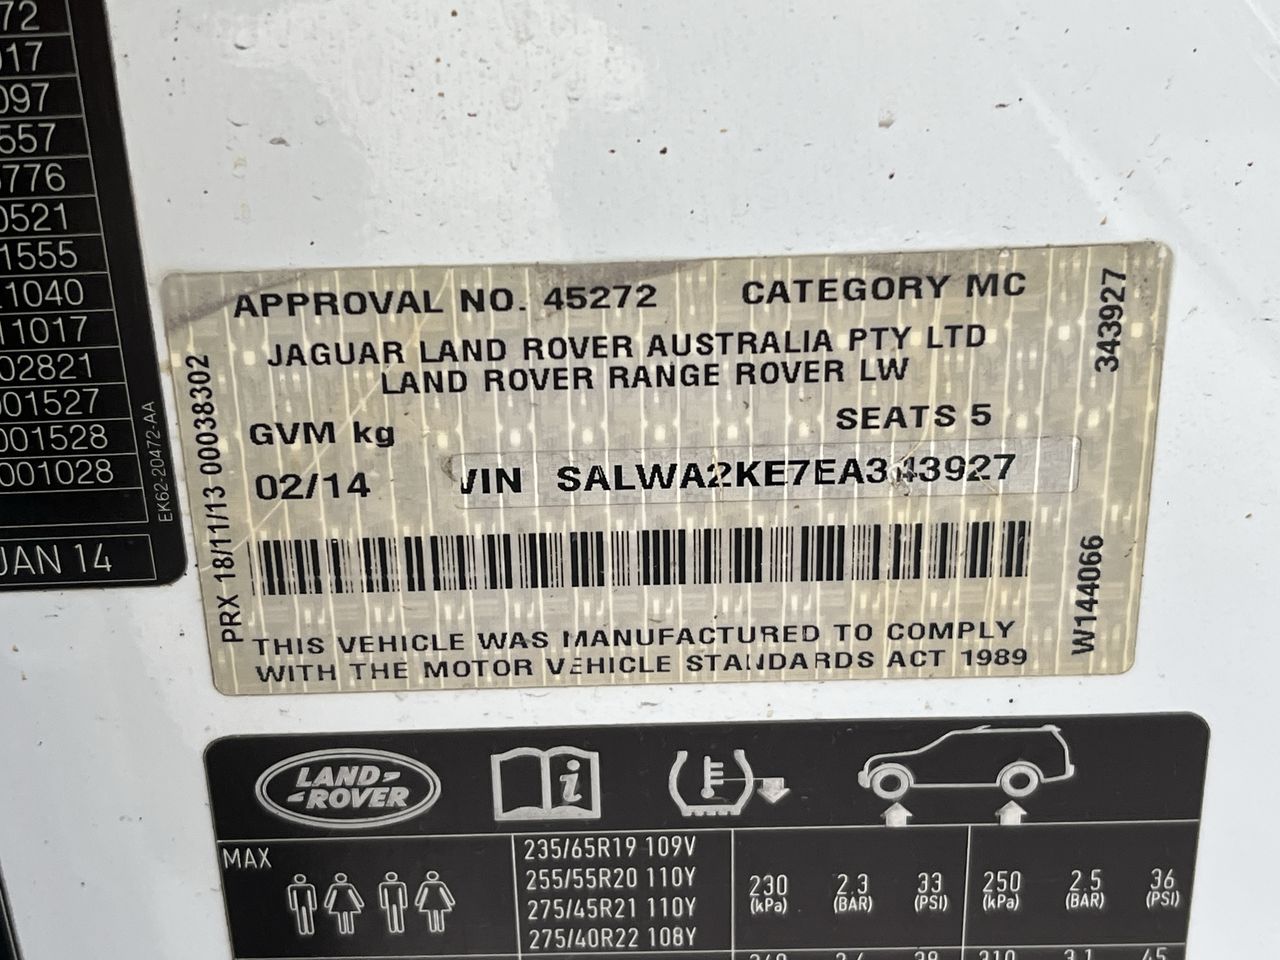 72
017
097
557
776
0521
1555
1040
11017
02821
001527
001528
001028
JAN 14
EK62-20472-AA
APPROVAL NO. 45272 CATEGORY MC
JAGUAR LAND ROVER AUSTRALIA PTY LTD
LAND ROVER RANGE ROVER LW
SEATS 5
GVM kg
02/14 VIN SALWA2KE7EA343927
THIS VEHICLE WAS MANUFACTURED TO COMPLY
WITH THE MOTOR VEHICLE STANDARDS ACT 1989
PRX 18/11/13 00038302
343927
W144066
LAND-
-ROVER
i
MAX
235/65R19 109V
255/55R20 110Y
275/45R21 110Y
275/40R22 108Y
230 2.3 33 250 2.5 36
(kPa) (BAR) (PSI) (kPa) (BAR) (PSI)